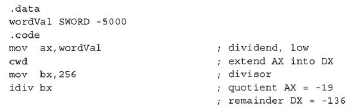 .data
wordVal SWORD -5000
.code
mov ax,wordVal ; dividend, low
cwd ; extend AX into DX
mov bx,256 ; divisor
idiv bx ; quotient AX = -19
; remainder DX = -136